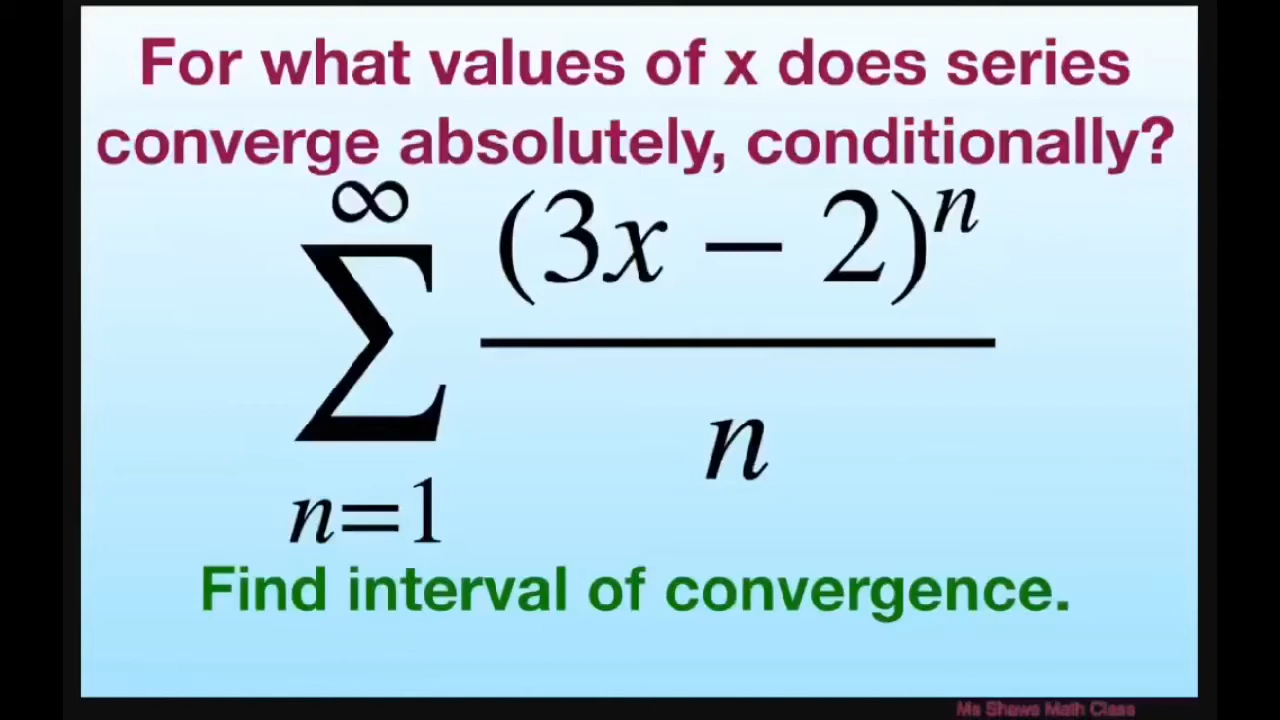 For what values of x does series
converge absolutely, conditionally?
∞
∑ (3x − 2)ⁿ / n
n=1
Find interval of convergence.
Ms Shaws Math Class